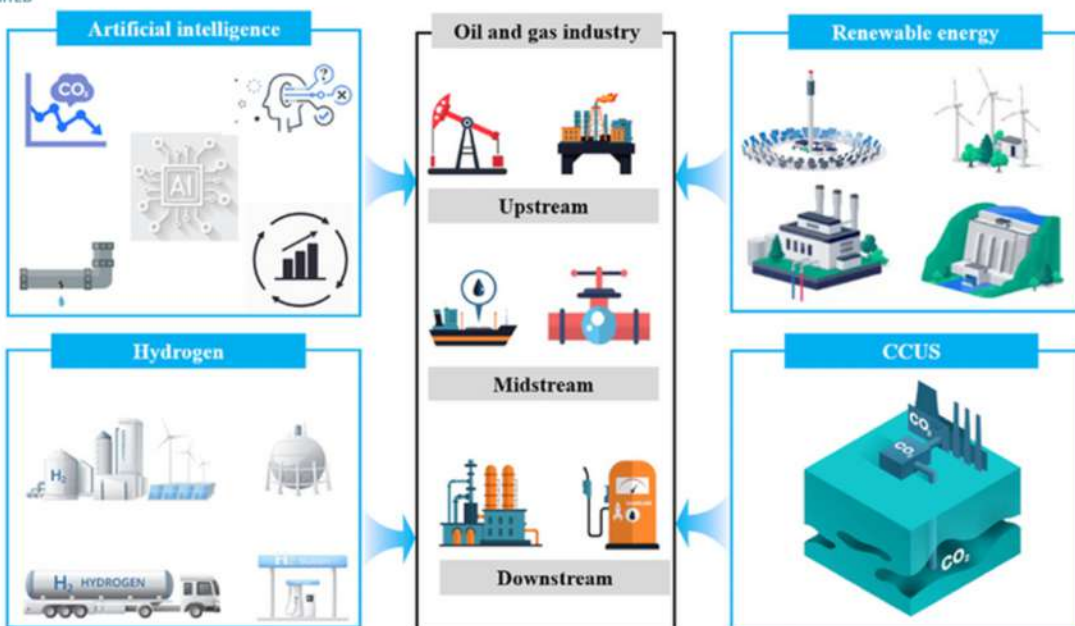 Artificial intelligence
CO₂
?
AI
Oil and gas industry
Upstream
Midstream
Downstream
Renewable energy
Hydrogen
H₂
H₂ HYDROGEN
CCUS
CO₂
CO₂
CO₂